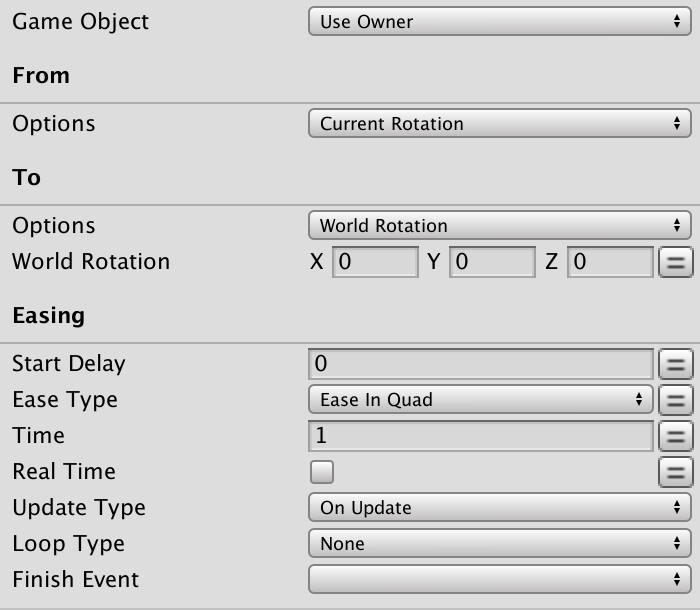 Game Object Use Owner
From
Options Current Rotation
To
Options World Rotation
World Rotation X 0 Y 0 Z 0
Easing
Start Delay 0
Ease Type Ease In Quad
Time 1
Real Time
Update Type On Update
Loop Type None
Finish Event